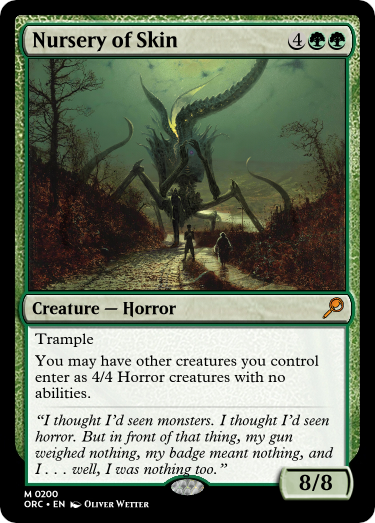 Nursery of Skin 4
Creature — Horror
Trample
You may have other creatures you control
enter as 4/4 Horror creatures with no
abilities.
“I thought I’d seen monsters. I thought I’d seen
horror. But in front of that thing, my gun
weighed nothing, my badge meant nothing, and
I . . . well, I was nothing too.”
8/8
M 0200
ORC • EN Oliver Wetter